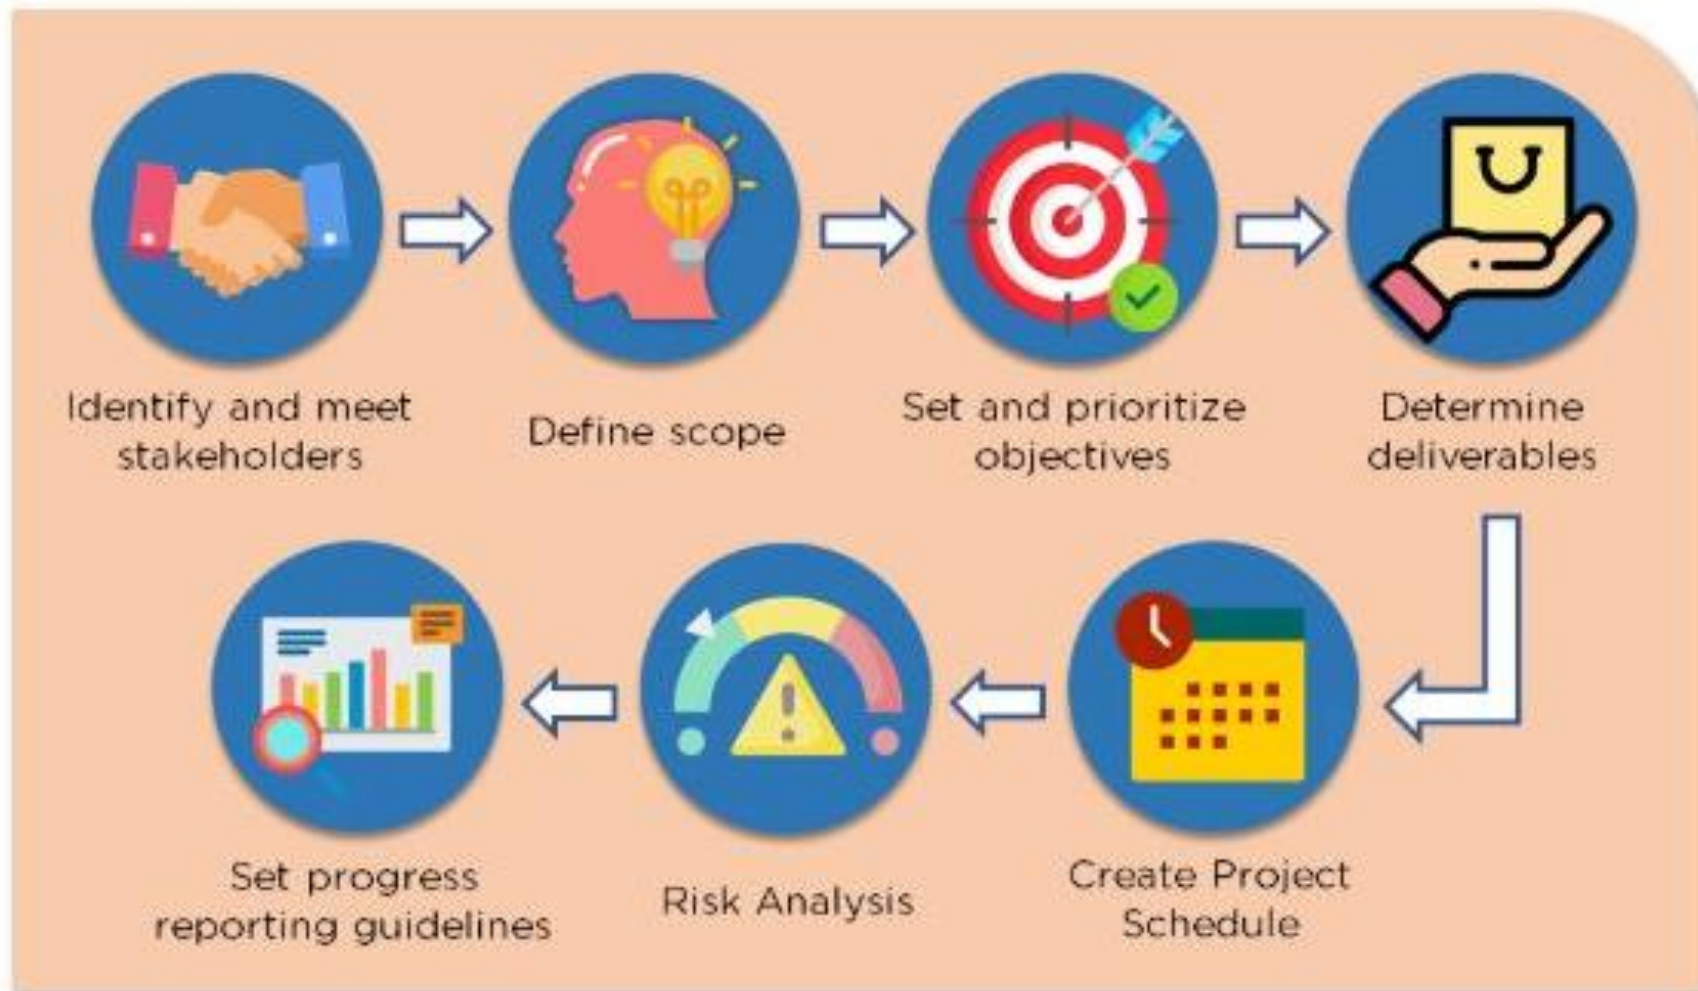 Identify and meet
stakeholders
Define scope
Set and prioritize
objectives
Determine
deliverables
Create Project
Schedule
Risk Analysis
Set progress
reporting guidelines